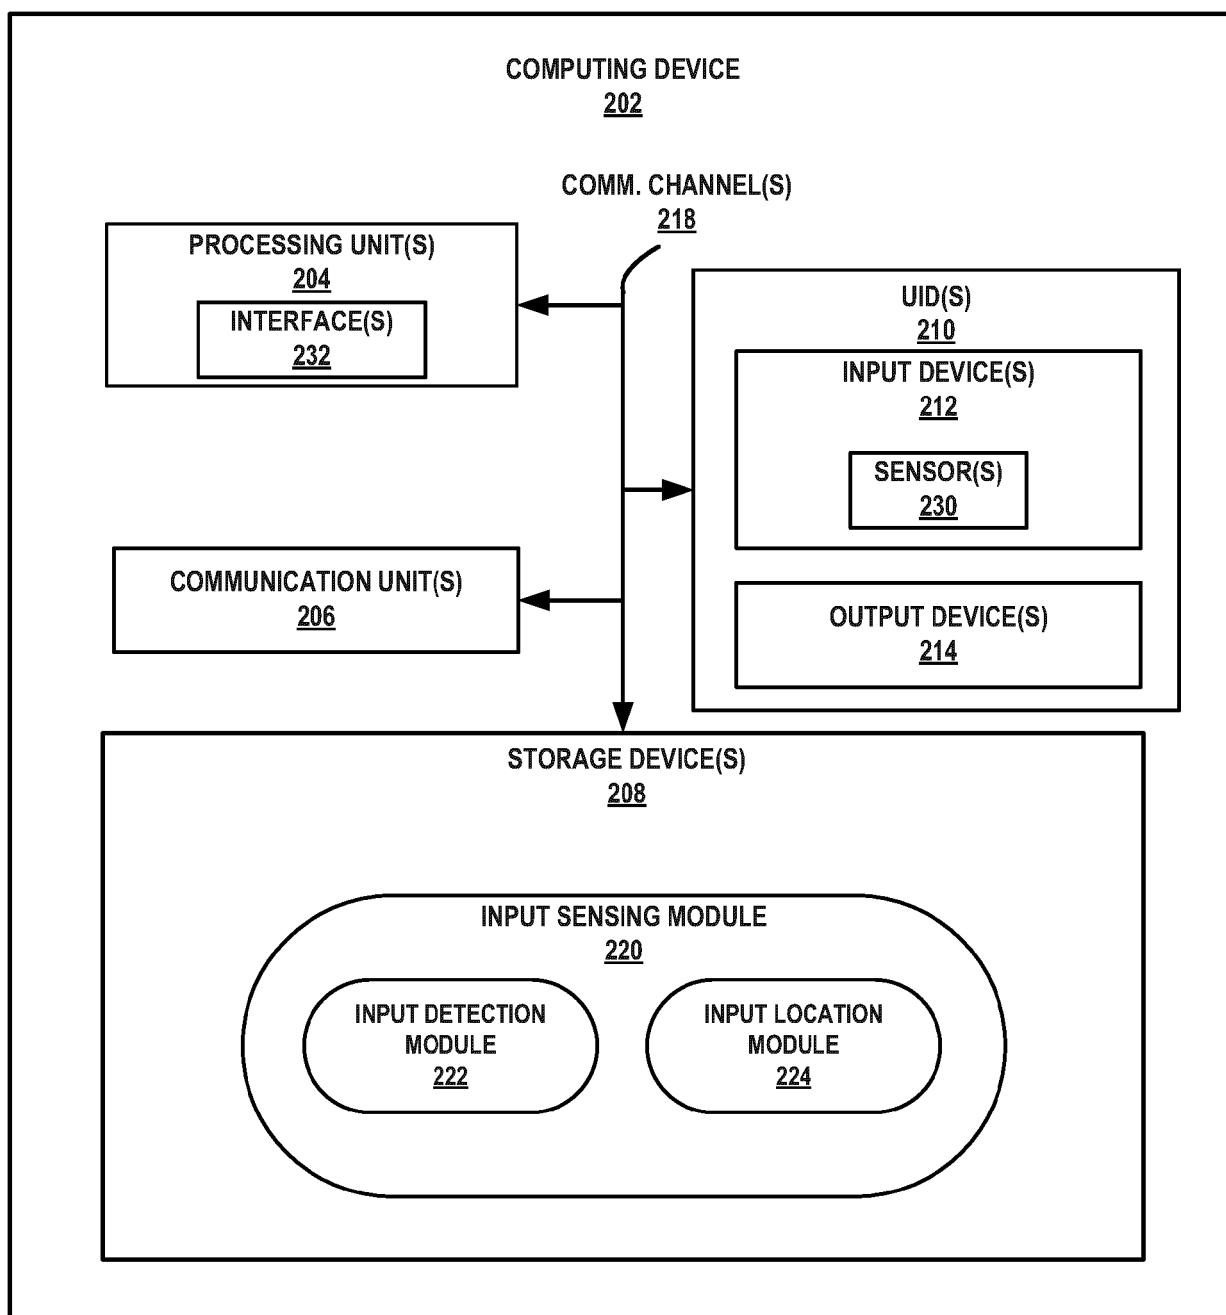 COMPUTING DEVICE
202
COMM. CHANNEL(S)
218
PROCESSING UNIT(S)
204
INTERFACE(S)
232
UID(S)
210
INPUT DEVICE(S)
212
SENSOR(S)
230
COMMUNICATION UNIT(S)
206
OUTPUT DEVICE(S)
214
STORAGE DEVICE(S)
208
INPUT SENSING MODULE
220
INPUT DETECTION
MODULE
222
INPUT LOCATION
MODULE
224